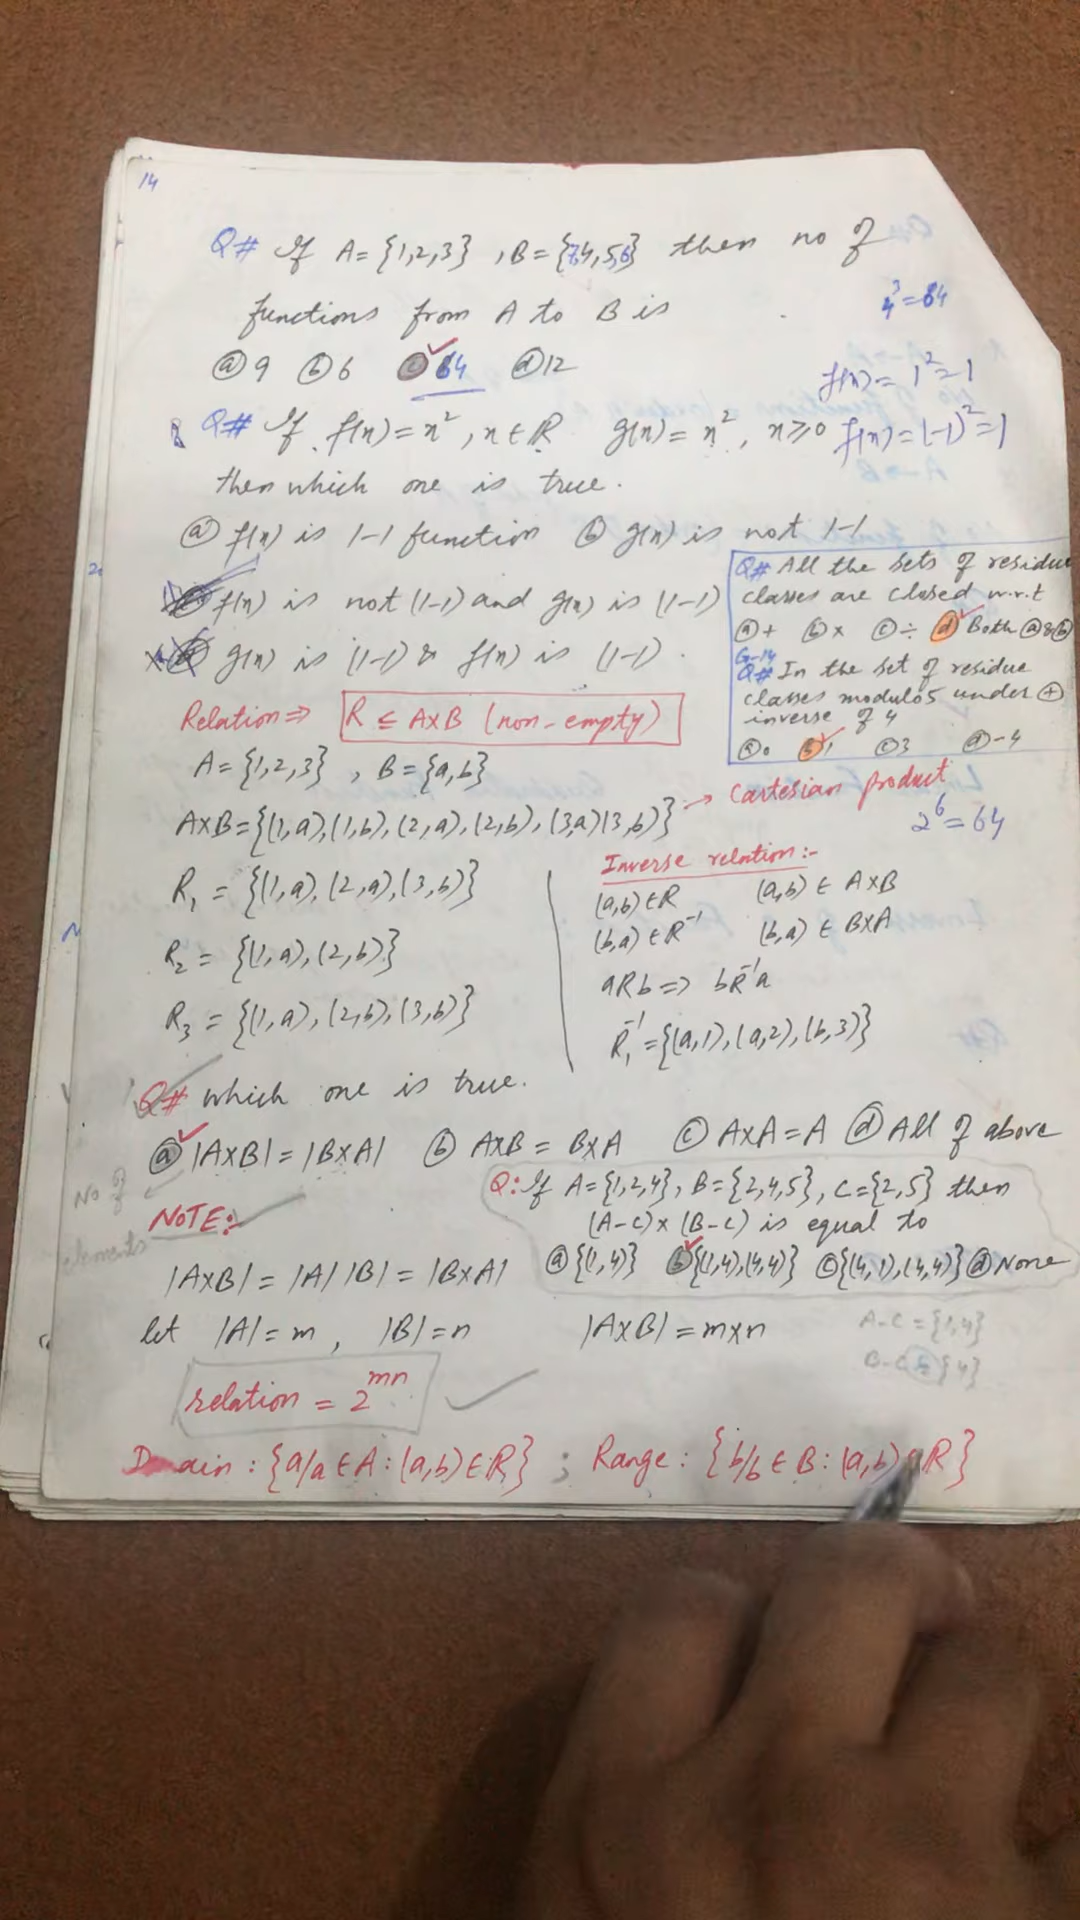 14
Q# If A={1,2,3} , B={7,4,5,6} then no of
functions from A to B is
4³=64
ⓐ 9 ⓑ 6 ⓒ 64 ⓓ 12
f(x)= 1²=1
Q# If f(x)=x², x∈R g(x)=x², x≥0 f(x)=(-1)²=1
then which one is true.
ⓐ f(x) is 1-1 function ⓑ g(x) is not 1-1
f(x) is not (1-1) and g(x) is (1-1)
g(x) is (1-1) & f(x) is (1-1).
Q# All the sets of residue
classes are closed w.r.t
ⓐ + ⓑ × ⓒ ÷ ⓓ Both ⓐ&ⓑ
G-14
Q# In the set of residue
classes modulo 5 under ⊕
inverse of 4
ⓐ 0 ⓑ 1 ⓒ 3 ⓓ -4
Relation⇒ R ⊆ A×B (non-empty)
A={1,2,3} , B={a,b}
A×B={(1,a),(1,b),(2,a),(2,b),(3,a)(3,b)} → Cartesian product
2⁶=64
R₁ = {(1,a),(2,a),(3,b)}
R₂ = {(1,a),(2,b)}
R₃ = {(1,a),(2,b),(3,b)}
Inverse relation:-
(a,b)∈R (a,b) ∈ A×B
(b,a)∈R⁻¹ (b,a) ∈ B×A
aRb⇒ bR⁻¹a
R₁⁻¹={(a,1),(a,2),(b,3)}
Q# which one is true.
ⓐ |A×B|=|B×A| ⓑ A×B = B×A ⓒ A×A=A ⓓ All of above
No of
elements
Q: If A={1,2,4}, B={2,4,5}, C={2,5} then
(A-C)×(B-C) is equal to
ⓐ {(1,4)} ⓑ {(1,4),(4,4)} ⓒ {(4,1),(4,4)} ⓓ None
NOTE:-
|A×B|=|A||B|=|B×A|
let |A|=m , |B|=n |A×B|=m×n
A-C={1,4}
B-C={4}
relation = 2^mn
Domain : {a/a∈A:(a,b)∈R} ; Range : {b/b∈B:(a,b)∈R}